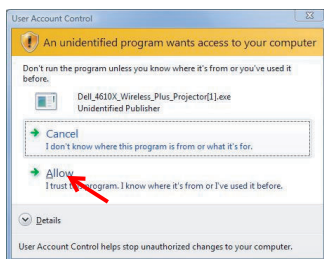 User Account Control
An unidentified program wants access to your computer
Don't run the program unless you know where it's from or you've used it
before.
Dell_4610X_Wireless_Plus_Projector[1].exe
Unidentified Publisher
Cancel
I don't know where this program is from or what it's for.
Allow
I trust this program. I know where it's from or I've used it before.
Details
User Account Control helps stop unauthorized changes to your computer.